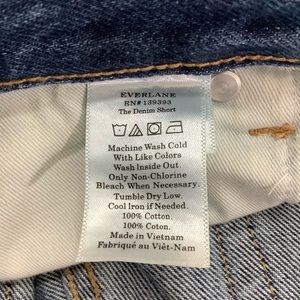 EVERLANE
RN# 139393
The Denim Short
Machine Wash Cold
With Like Colors
Wash Inside Out.
Only Non-Chlorine
Bleach When Necessary.
Tumble Dry Low.
Cool Iron if Needed.
100% Cotton.
100% Coton.
Made in Vietnam
Fabriqué au Viêt-Nam